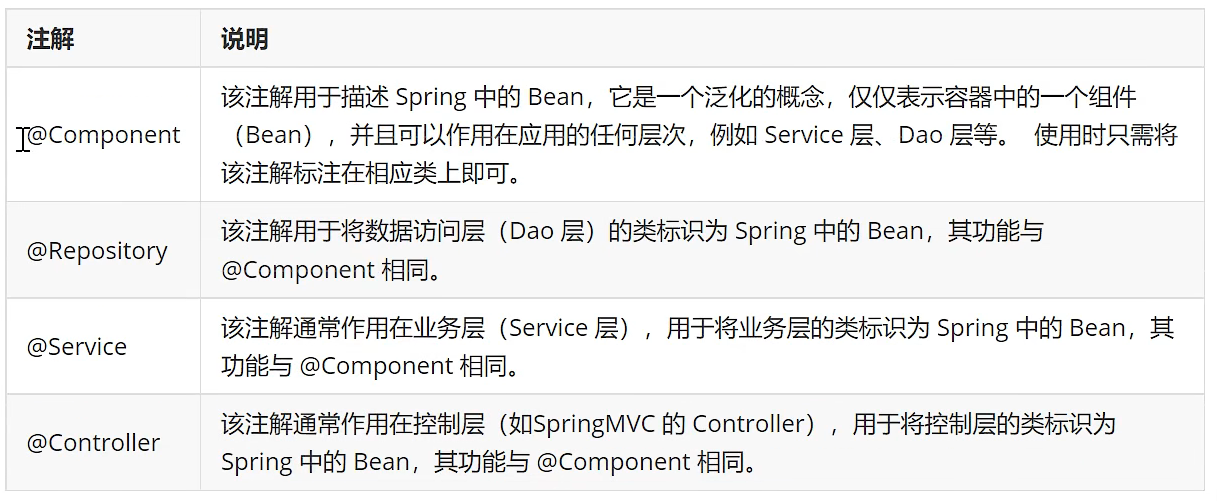 注解 说明
该注解用于描述 Spring 中的 Bean，它是一个泛化的概念，仅仅表示容器中的一个组件
@Component （Bean），并且可以作用在应用的任何层次，例如 Service 层、Dao 层等。 使用时只需将
该注解标注在相应类上即可。
@Repository
该注解用于将数据访问层（Dao 层）的类标识为 Spring 中的 Bean，其功能与
@Component 相同。
@Service
该注解通常作用在业务层（Service 层），用于将业务层的类标识为 Spring 中的 Bean，其
功能与 @Component 相同。
@Controller
该注解通常作用在控制层（如SpringMVC 的 Controller），用于将控制层的类标识为
Spring 中的 Bean，其功能与 @Component 相同。